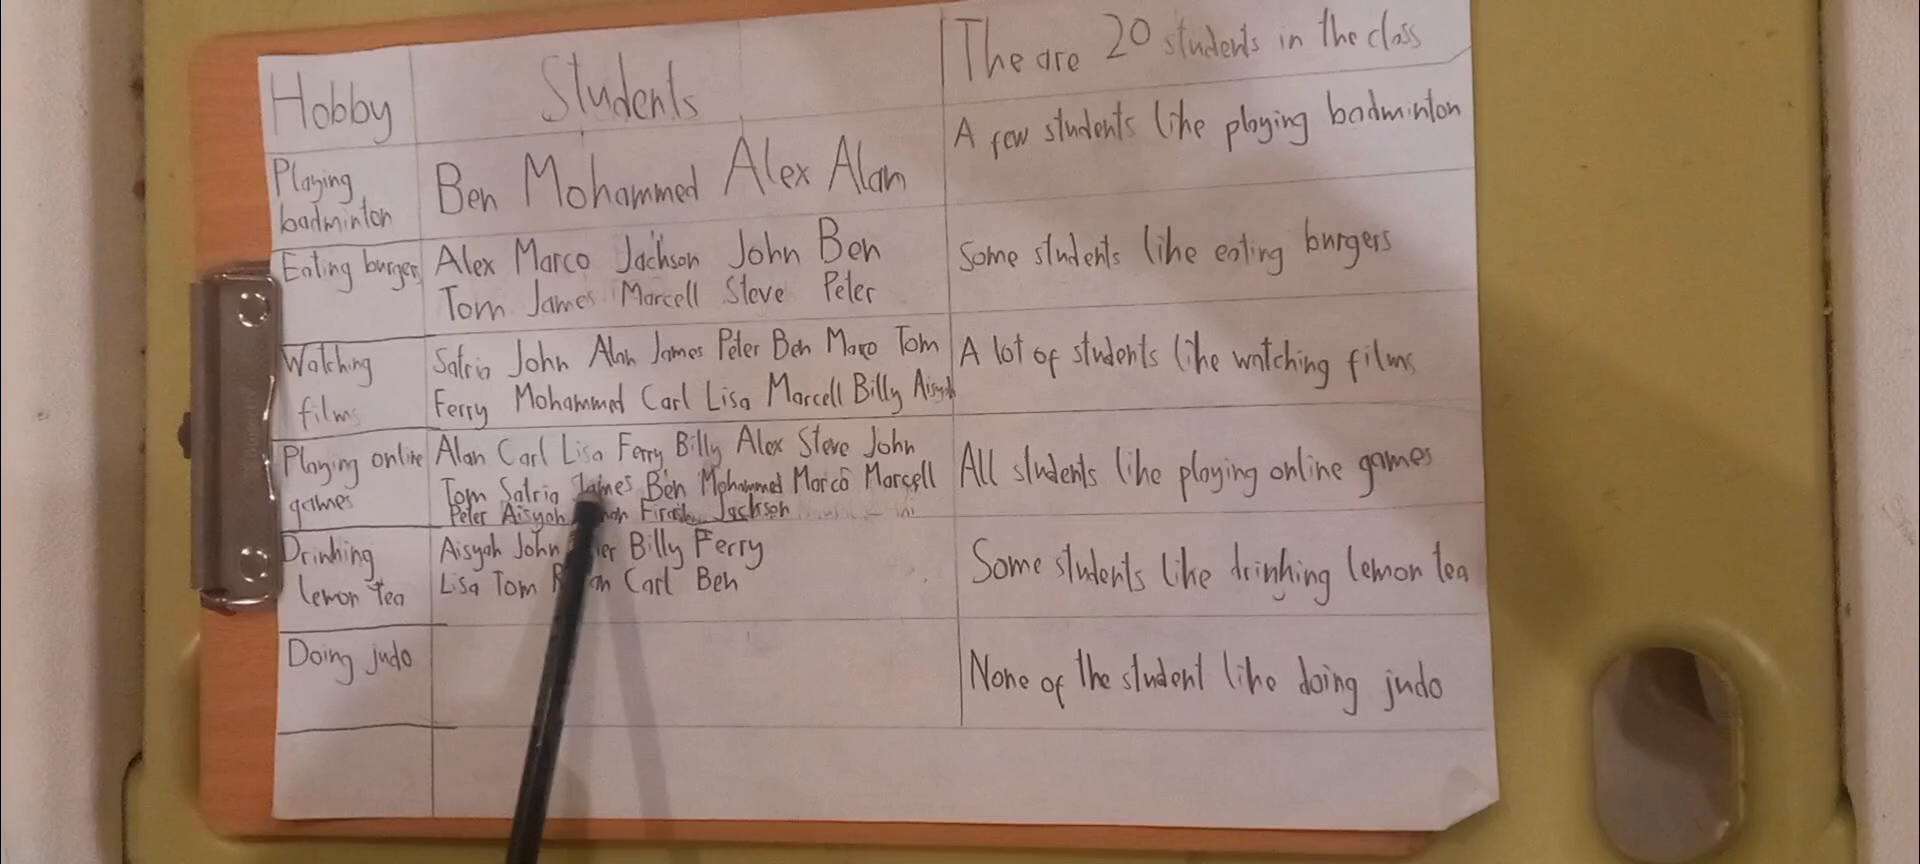 Hobby Students The are 20 students in the class
Playing badminton
Ben Mohammed Alex Alan
A few students like playing badminton
Eating burger
Alex Marco Jackson John Ben
Tom James Marcell Steve Peter
Some students like eating burgers
Watching films
Satria John Alan James Peter Ben Maro Tom
Ferry Mohammed Carl Lisa Marcell Billy Aisyah
A lot of students like watching films
Playing online games
Alan Carl Lisa Ferry Billy Alex Steve John
Tom Satria James Ben Mohammed Marco Marcell
Peter Aisyah Jackson
All students like playing online games
Drinking lemon tea
Aisyah John Billy Ferry
Lisa Tom Carl Ben
Some students like drinking lemon tea
Doing judo
None of the student like doing judo